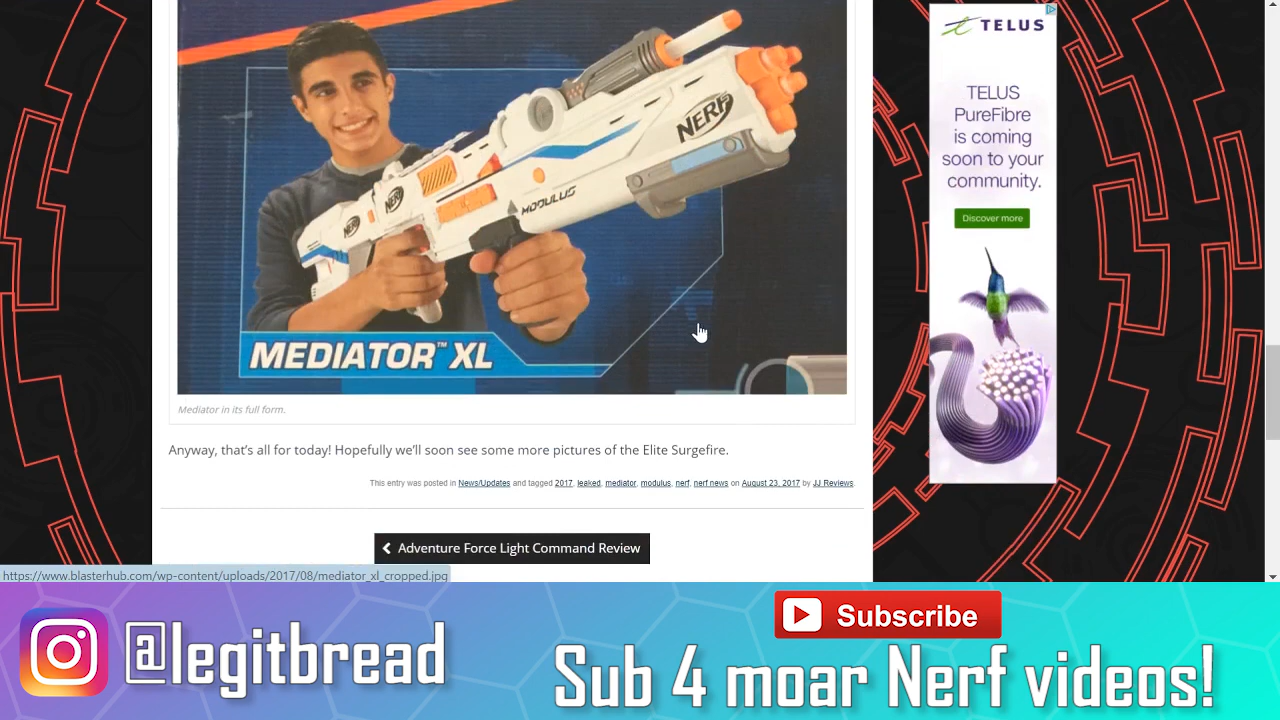 NERF
NERF
NERF
MODULUS
MEDIATOR™ XL
Mediator in its full form.
Anyway, that's all for today! Hopefully we'll soon see some more pictures of the Elite Surgefire.
This entry was posted in News/Updates and tagged 2017, leaked, mediator, modulus, nerf, nerf news on August 23, 2017 by JJ Reviews.
Adventure Force Light Command Review
https://www.blasterhub.com/wp-content/uploads/2017/08/mediator_xl_cropped.jpg
TELUS
TELUS
PureFibre
is coming
soon to your
community.
Discover more
@legitbread
Subscribe
Sub 4 moar Nerf videos!